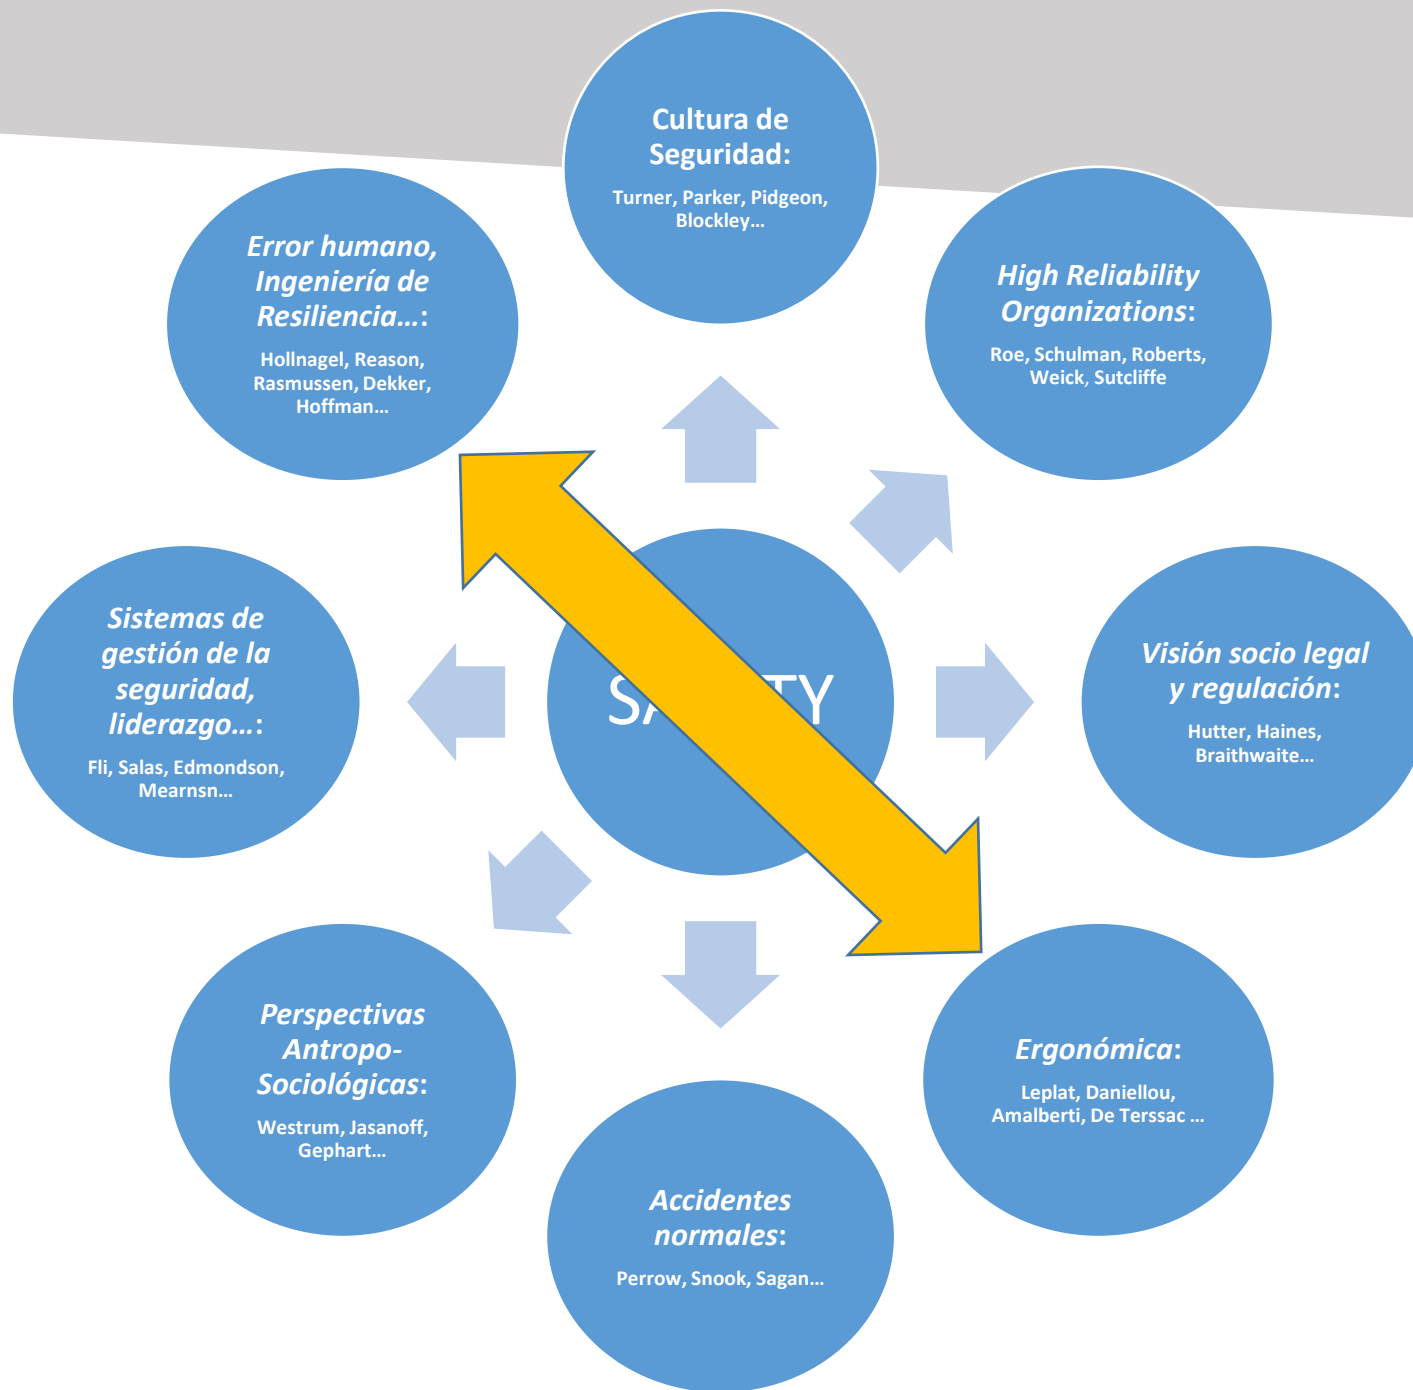 Cultura de
Seguridad:
Turner, Parker, Pidgeon,
Blockley...
Error humano,
Ingeniería de
Resiliencia...:
Hollnagel, Reason,
Rasmussen, Dekker,
Hoffman...
High Reliability
Organizations:
Roe, Schulman, Roberts,
Weick, Sutcliffe
Sistemas de
gestión de la
seguridad,
liderazgo...:
Fli, Salas, Edmondson,
Mearnsn...
Visión socio legal
y regulación:
Hutter, Haines,
Braithwaite...
Perspectivas
Antropo-
Sociológicas:
Westrum, Jasanoff,
Gephart...
Ergonómica:
Leplat, Daniellou,
Amalberti, De Terssac ...
Accidentes
normales:
Perrow, Snook, Sagan...